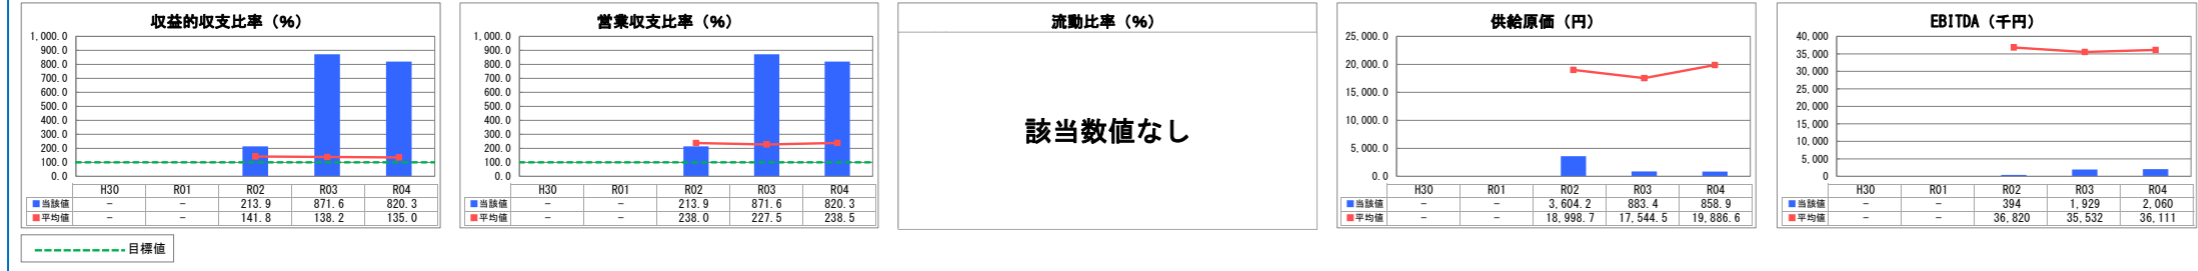 収益的収支比率（％）
1,000.0
900.0
800.0
700.0
600.0
500.0
400.0
300.0
200.0
100.0
0.0
H30 R01 R02 R03 R04
当該値 － － 213.9 871.6 820.3
平均値 － － 141.8 138.2 135.0
目標値
営業収支比率（％）
1,000.0
900.0
800.0
700.0
600.0
500.0
400.0
300.0
200.0
100.0
0.0
H30 R01 R02 R03 R04
当該値 － － 213.9 871.6 820.3
平均値 － － 238.0 227.5 238.5
流動比率（％）
該当数値なし
供給原価（円）
25,000.0
20,000.0
15,000.0
10,000.0
5,000.0
0.0
H30 R01 R02 R03 R04
当該値 － － 3,604.2 883.4 858.9
平均値 － － 18,998.7 17,544.5 19,886.6
EBITDA（千円）
40,000
35,000
30,000
25,000
20,000
15,000
10,000
5,000
0
H30 R01 R02 R03 R04
当該値 － － 394 1,929 2,060
平均値 － － 36,820 35,532 36,111